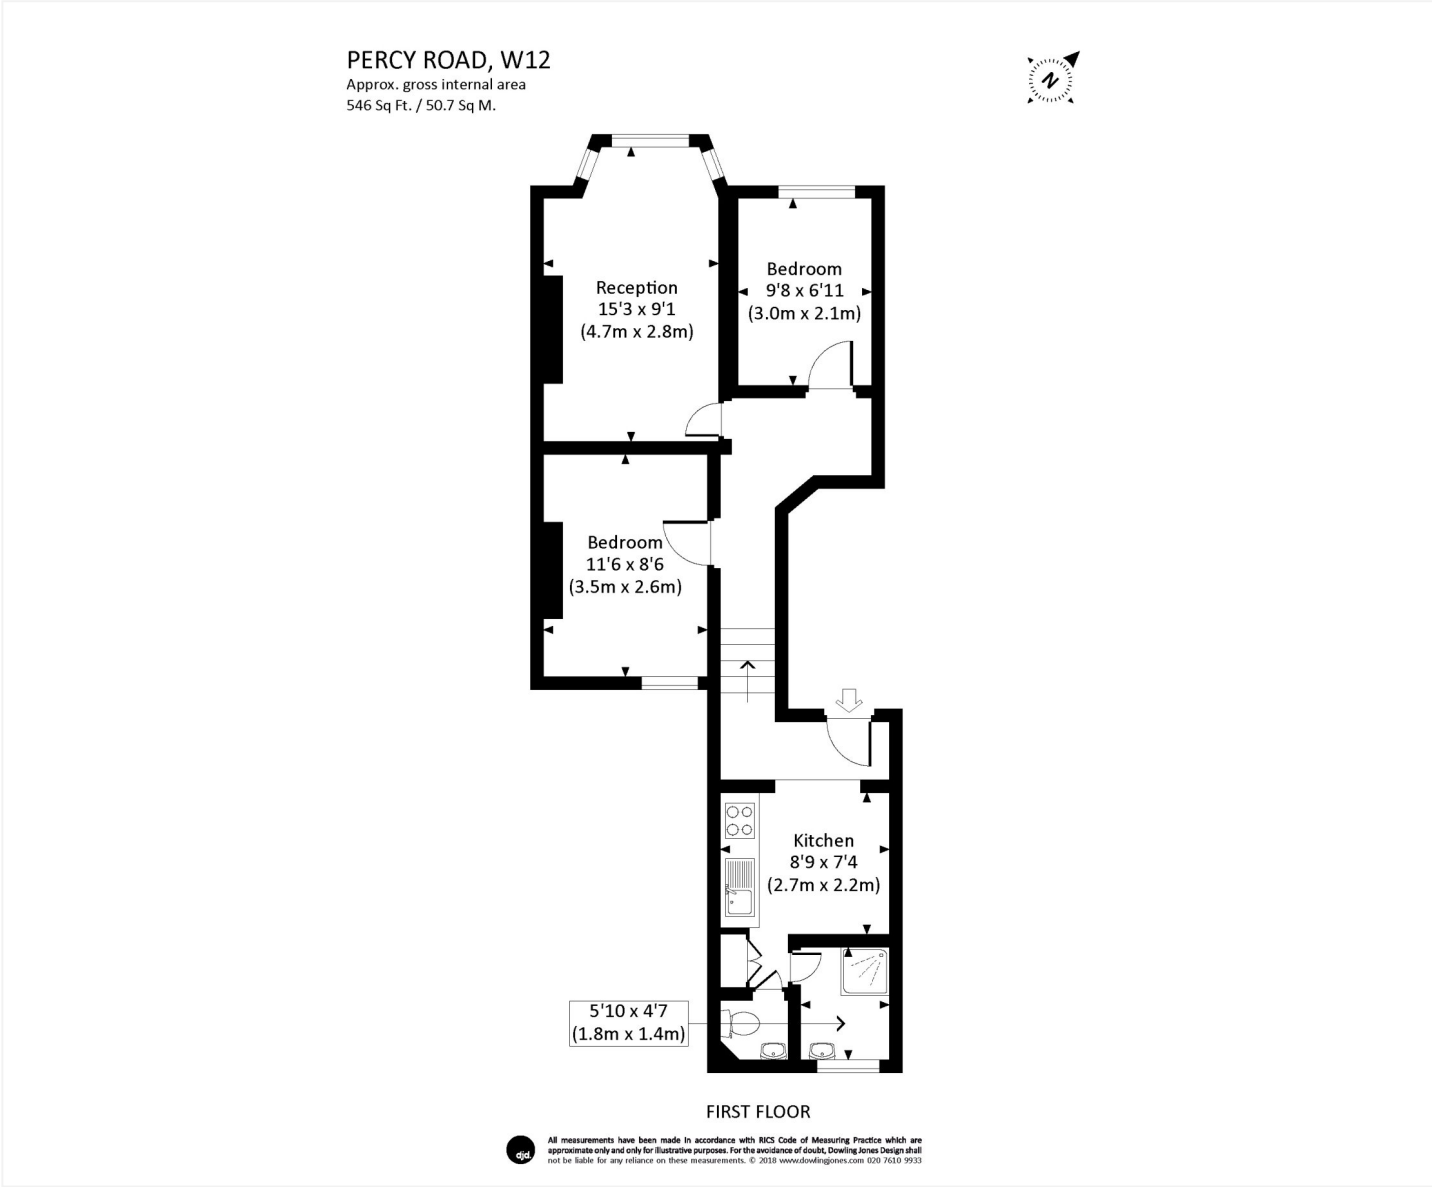 PERCY ROAD, W12
Approx. gross internal area
546 Sq Ft. / 50.7 Sq M.
N
Reception
15'3 x 9'1
(4.7m x 2.8m)
Bedroom
9'8 x 6'11
(3.0m x 2.1m)
Bedroom
11'6 x 8'6
(3.5m x 2.6m)
Kitchen
8'9 x 7'4
(2.7m x 2.2m)
5'10 x 4'7
(1.8m x 1.4m)
FIRST FLOOR
djd.
All measurements have been made in accordance with RICS Code of Measuring Practice which are
approximate only and only for illustrative purposes. For the avoidance of doubt, Dowling Jones Design shall
not be liable for any reliance on these measurements. © 2018 www.dowlingjones.com 020 7610 9933